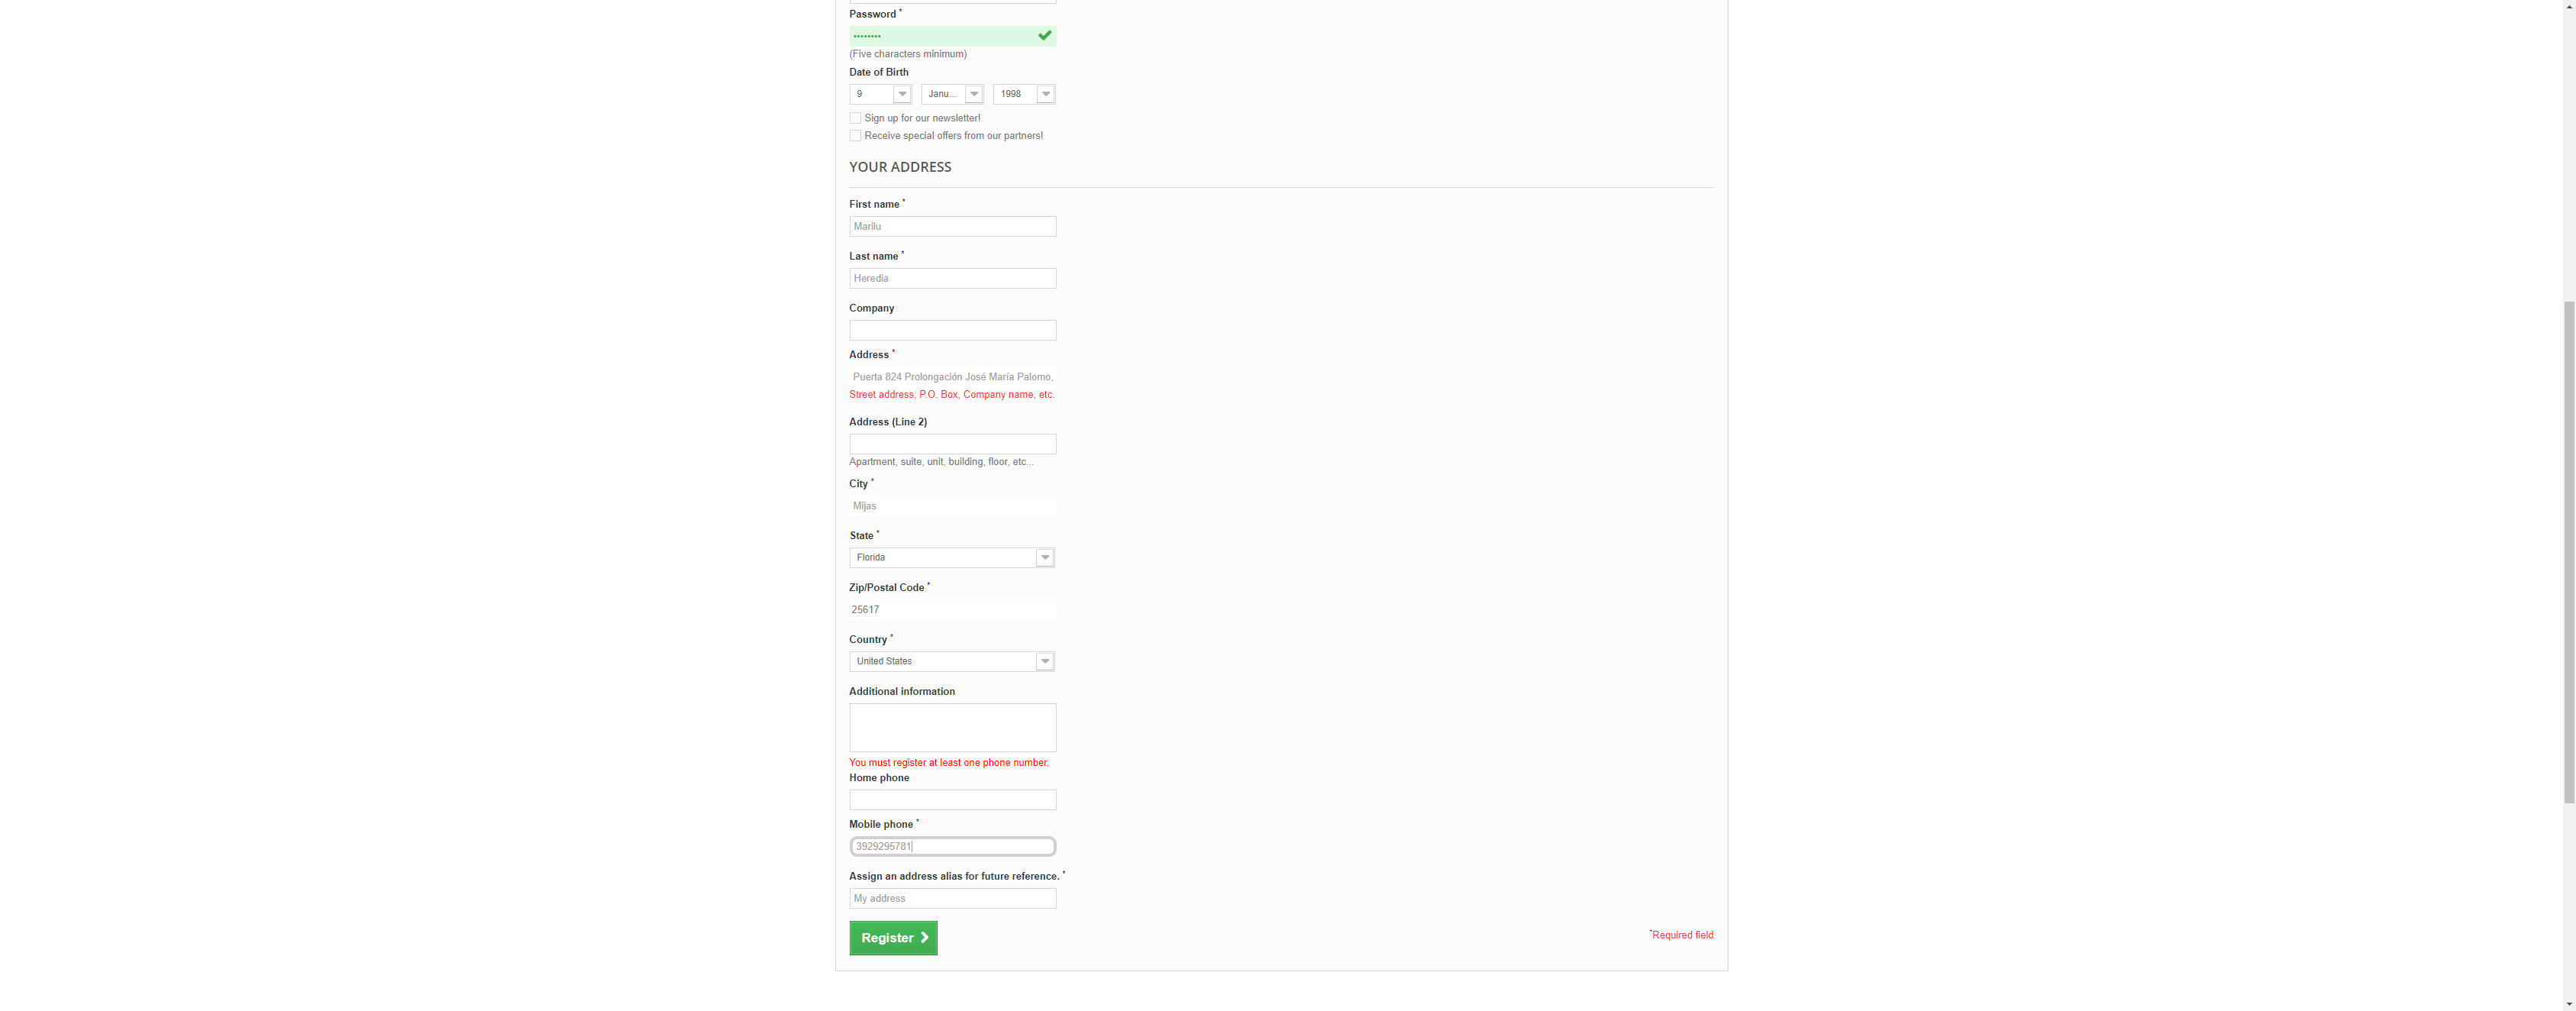 Password *
••••••••
(Five characters minimum)
Date of Birth
9 Janu... 1998
Sign up for our newsletter!
Receive special offers from our partners!
YOUR ADDRESS
First name *
Marilu
Last name *
Heredia
Company
Address *
Puerta 824 Prolongación José María Palomo,
Street address, P.O. Box, Company name, etc.
Address (Line 2)
Apartment, suite, unit, building, floor, etc...
City *
Mijas
State *
Florida
Zip/Postal Code *
25617
Country *
United States
Additional information
You must register at least one phone number.
Home phone
Mobile phone *
3929295781
Assign an address alias for future reference. *
My address
Register
*Required field